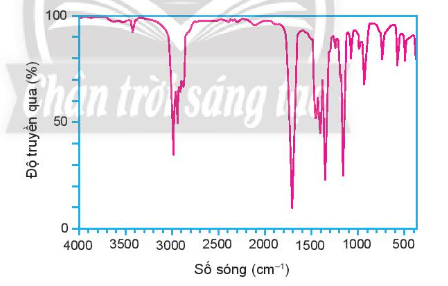 100
Chân trời sáng tạo
Độ truyền qua (%)
50
0
4000 3500 3000 2500 2000 1500 1000 500
Số sóng (cm⁻¹)